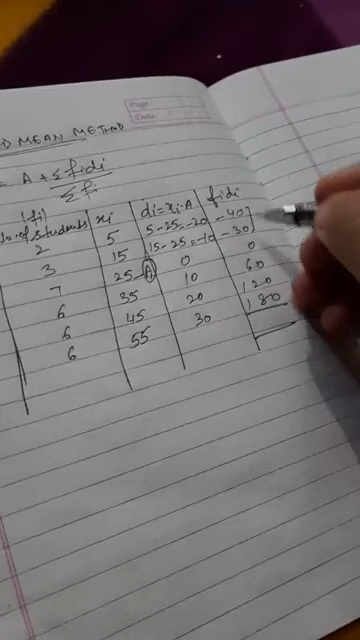 Page:
Date:
D MEAN METHOD
A + Σfidi
Σfi
(fi)
No. of students xi di=xi-A fidi
2 5 5-25=-20 -40
3 15 15-25=-10 -30
7 25 A 0 0
6 35 10 60
6 45 20 120
6 55 30 180